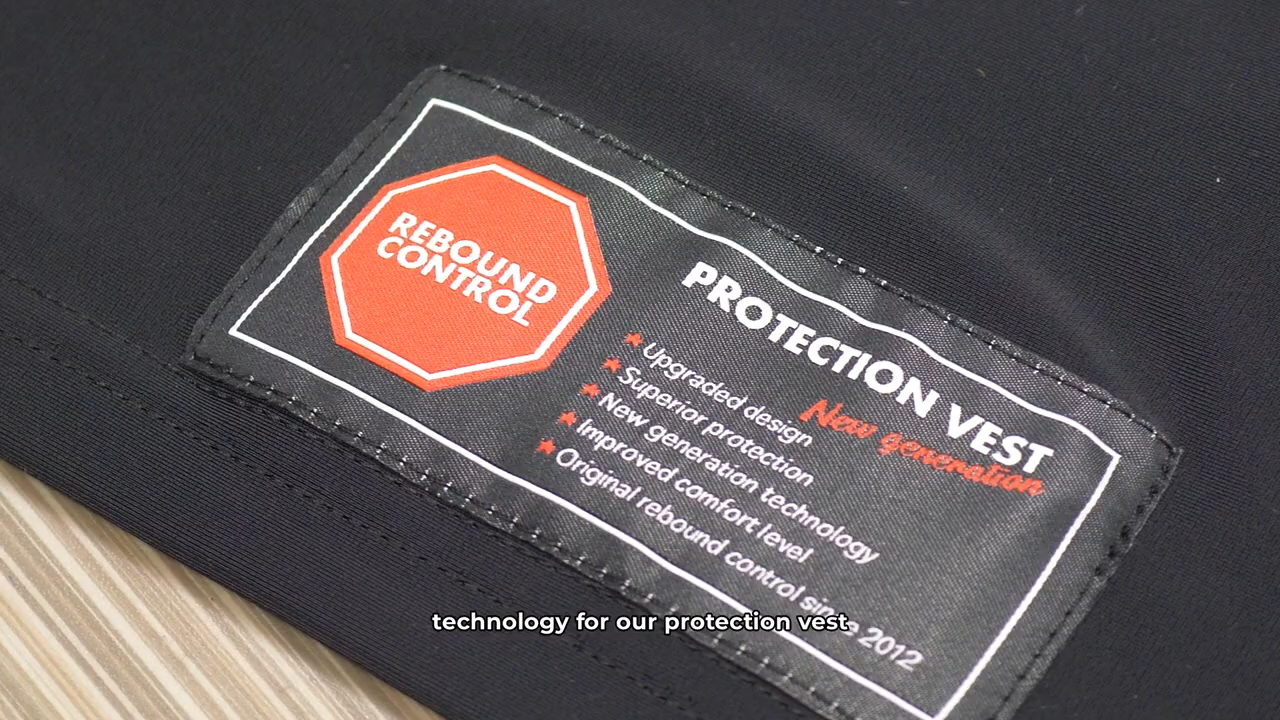 REBOUND
CONTROL
PROTECTION VEST
New generation
Upgraded design
Superior protection
New generation technology
Improved comfort level
Original rebound control since 2012
technology for our protection vest